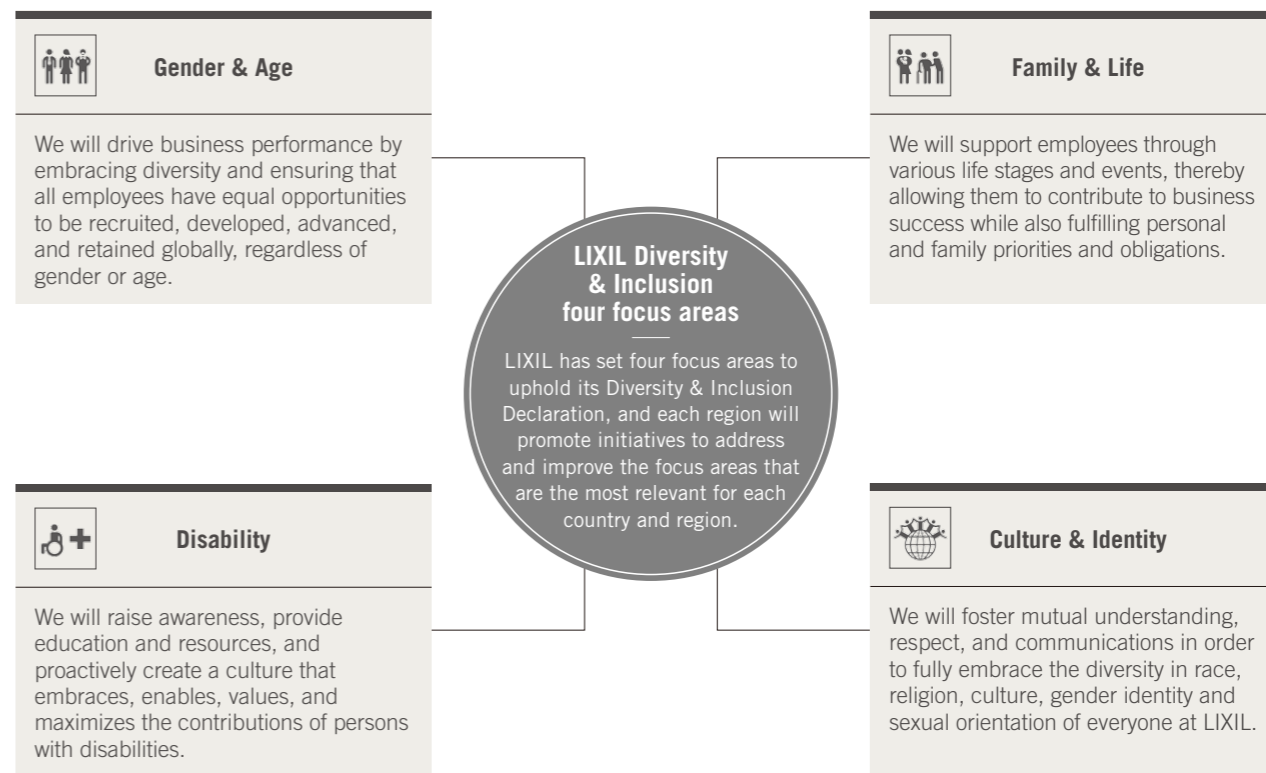 Gender & Age
We will drive business performance by
embracing diversity and ensuring that
all employees have equal opportunities
to be recruited, developed, advanced,
and retained globally, regardless of
gender or age.
Family & Life
We will support employees through
various life stages and events, thereby
allowing them to contribute to business
success while also fulfilling personal
and family priorities and obligations.
LIXIL Diversity
& Inclusion
four focus areas
LIXIL has set four focus areas to
uphold its Diversity & Inclusion
Declaration, and each region will
promote initiatives to address
and improve the focus areas that
are the most relevant for each
country and region.
Disability
We will raise awareness, provide
education and resources, and
proactively create a culture that
embraces, enables, values, and
maximizes the contributions of persons
with disabilities.
Culture & Identity
We will foster mutual understanding,
respect, and communications in order
to fully embrace the diversity in race,
religion, culture, gender identity and
sexual orientation of everyone at LIXIL.